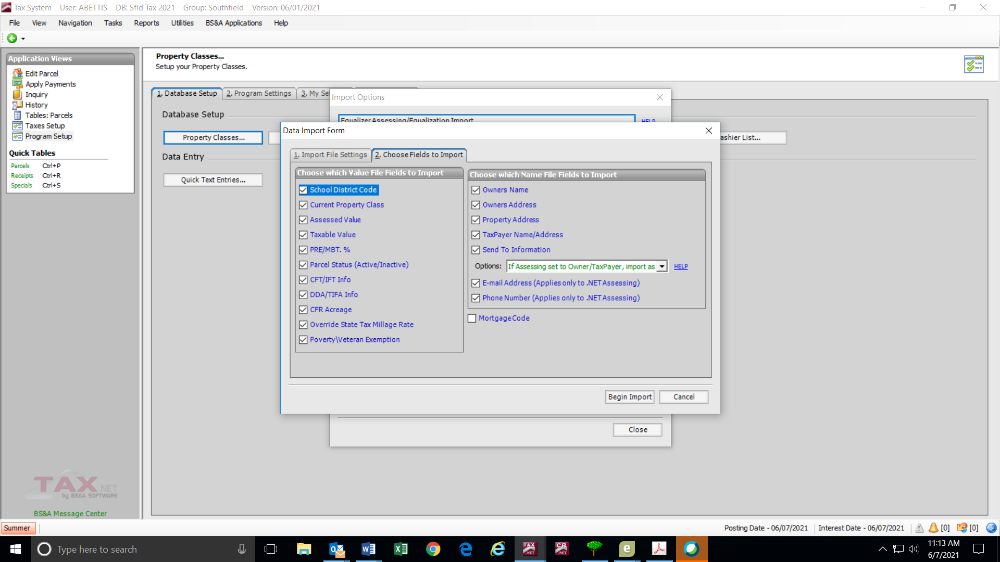 Tax System User: ABETTIS DB: Sfld Tax 2021 Group: Southfield Version: 06/01/2021
File View Navigation Tasks Reports Utilities BS&A Applications Help
Application Views
Edit Parcel
Apply Payments
Inquiry
History
Tables: Parcels
Taxes Setup
Program Setup
Quick Tables
Parcels Ctrl+P
Receipts Ctrl+R
Specials Ctrl+S
TAX.NET
by BS&A SOFTWARE
BS&A Message Center
Property Classes...
Setup your Property Classes.
1. Database Setup 2. Program Settings 3. My Se
Database Setup
Property Classes...
ashier List...
Data Entry
Quick Text Entries...
Import Options
Equalizer Assessing/Equalization Import
HELP
Data Import Form
1. Import File Settings 2. Choose Fields to Import
Choose which Value File Fields to Import
School District Code
Current Property Class
Assessed Value
Taxable Value
PRE/MBT. %
Parcel Status (Active/Inactive)
CFT/IFT Info
DDA/TIFA Info
CFR Acreage
Override State Tax Millage Rate
Poverty\Veteran Exemption
Choose which Name File Fields to Import
Owners Name
Owners Address
Property Address
TaxPayer Name/Address
Send To Information
Options: If Assessing set to Owner/TaxPayer, import as HELP
E-mail Address (Applies only to .NET Assessing)
Phone Number (Applies only to .NET Assessing)
Mortgage Code
Begin Import Cancel
Close
Summer
Posting Date - 06/07/2021 Interest Date - 06/07/2021 [0] [0]
Type here to search
TAX .NET
CR .NET
11:13 AM
6/7/2021